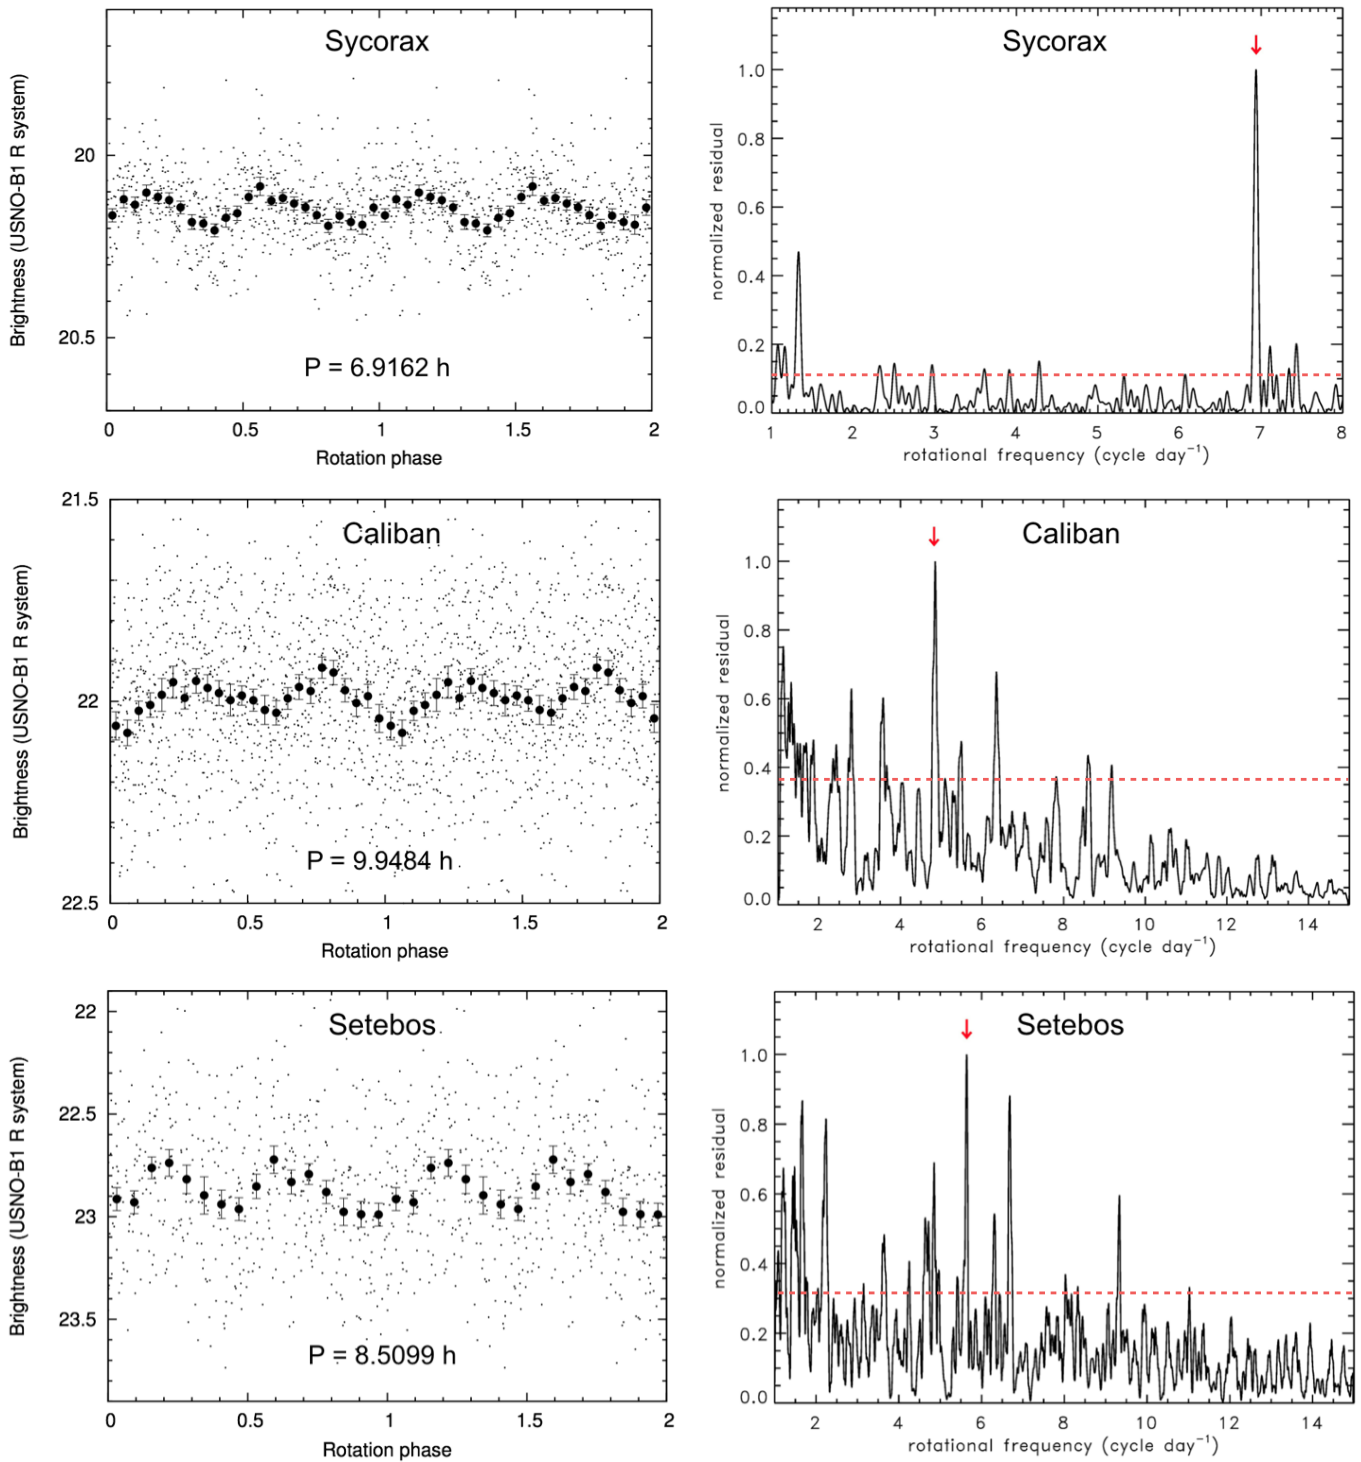 Sycorax
Brightness (USNO-B1 R system)
20
20.5
P = 6.9162 h
0 0.5 1 1.5 2
Rotation phase
Sycorax
normalized residual
1.0
0.8
0.6
0.4
0.2
0.0
1 2 3 4 5 6 7 8
rotational frequency (cycle day⁻¹)
Caliban
Brightness (USNO-B1 R system)
21.5
22
22.5
P = 9.9484 h
0 0.5 1 1.5 2
Rotation phase
Caliban
normalized residual
1.0
0.8
0.6
0.4
0.2
0.0
2 4 6 8 10 12 14
rotational frequency (cycle day⁻¹)
Setebos
Brightness (USNO-B1 R system)
22
22.5
23
23.5
P = 8.5099 h
0 0.5 1 1.5 2
Rotation phase
Setebos
normalized residual
1.0
0.8
0.6
0.4
0.2
0.0
2 4 6 8 10 12 14
rotational frequency (cycle day⁻¹)